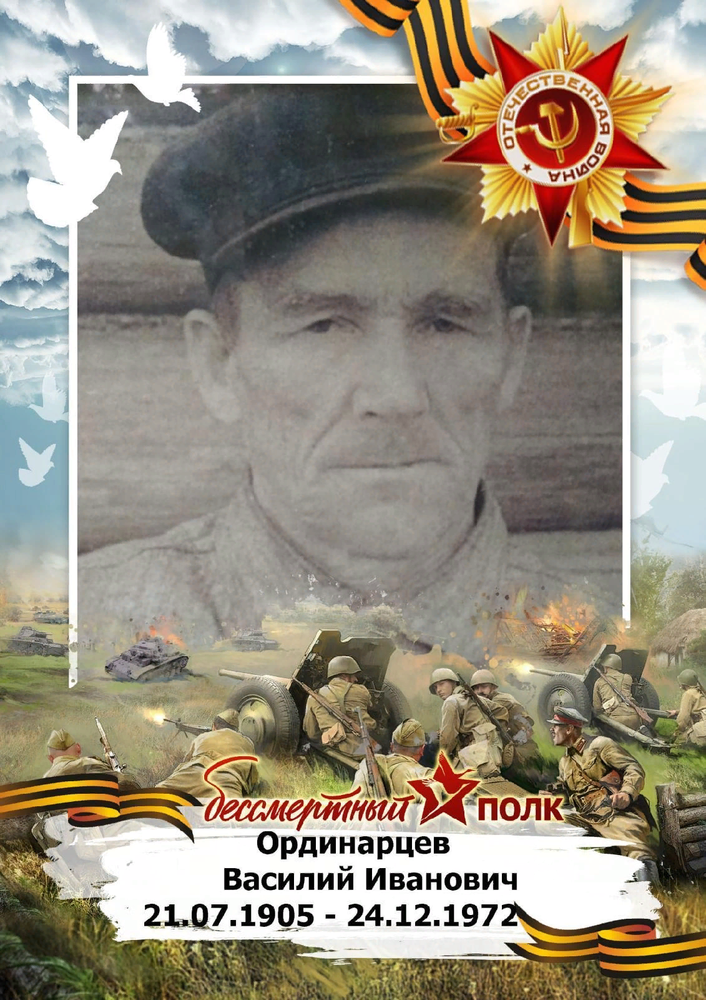 ОТЕЧЕСТВЕННАЯ ВОЙНА
бессмертный ПОЛК
Ординарцев
Василий Иванович
21.07.1905 - 24.12.1972